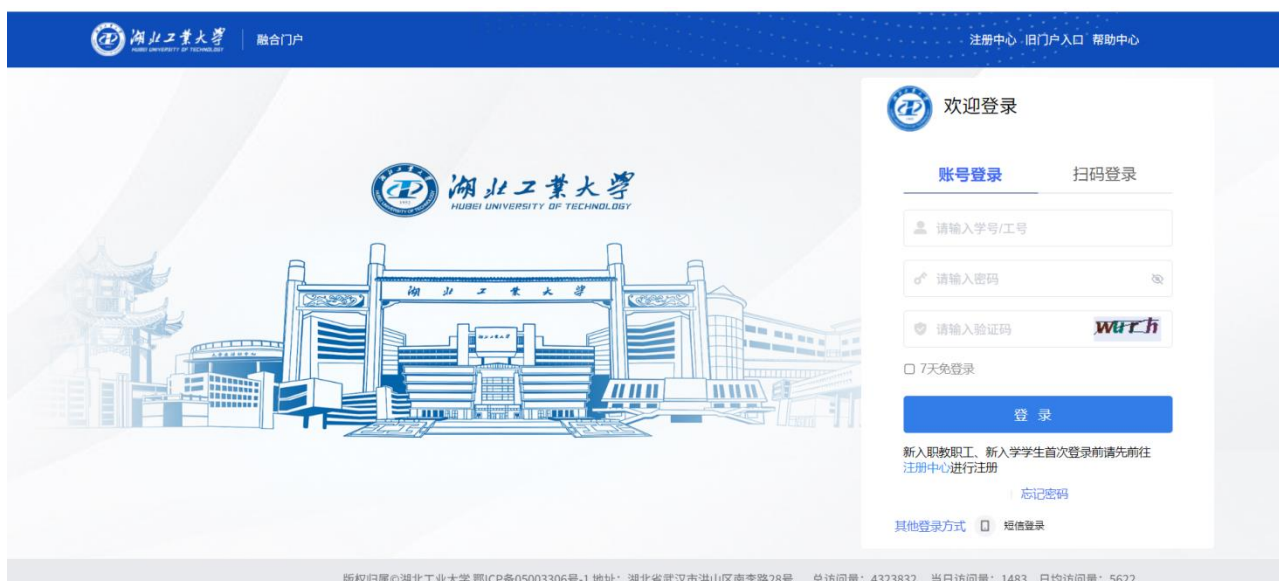 湖北工業大學
HUBEI UNIVERSITY OF TECHNOLOGY
融合门户
注册中心 旧门户入口 帮助中心
欢迎登录
湖北工業大學
HUBEI UNIVERSITY OF TECHNOLOGY
湖北工業大學
账号登录 扫码登录
请输入学号/工号
请输入密码
请输入验证码 wurh
7天免登录
登 录
新入职教职工、新入学学生首次登录前请先前往
注册中心进行注册
忘记密码
其他登录方式 短信登录
版权归属©湖北工业大学 鄂ICP备05003306号-1 地址：湖北省武汉市洪山区南李路28号 总访问量：4323832 当日访问量：1483 日均访问量：5622